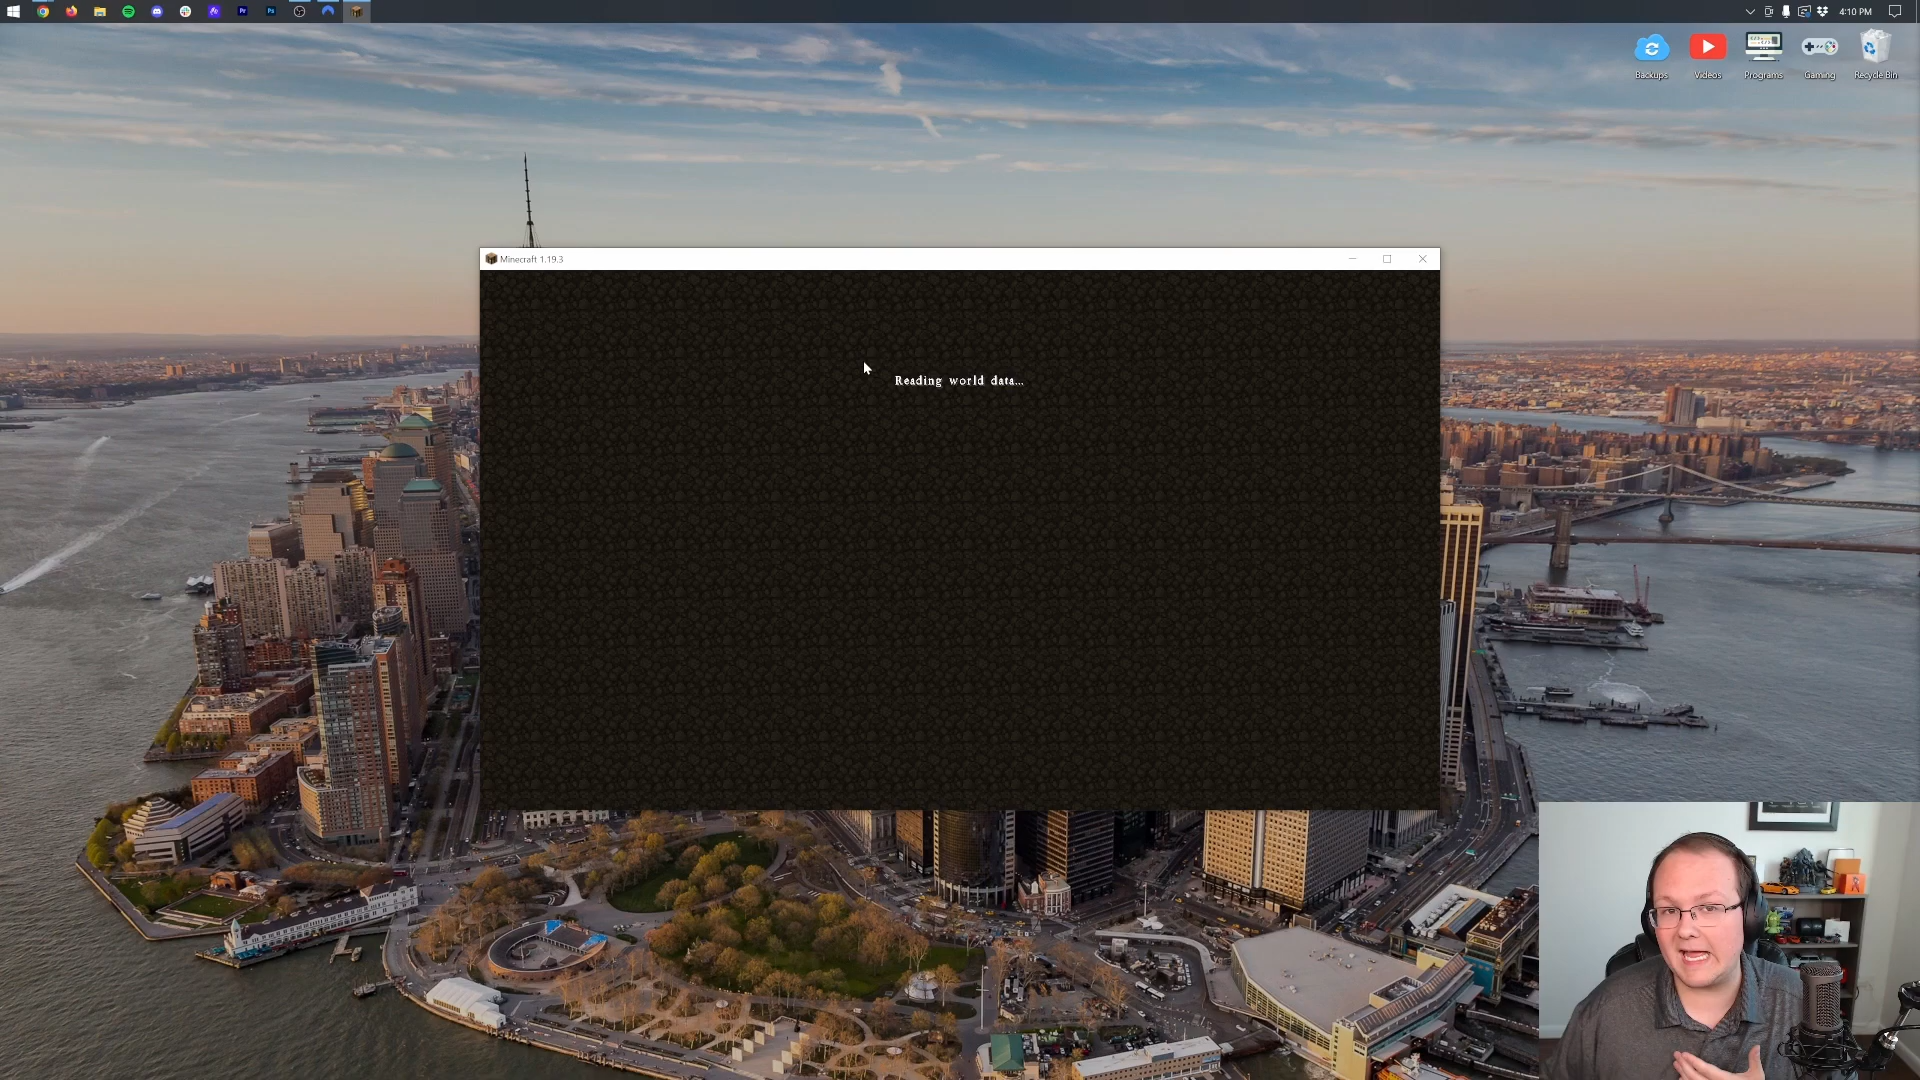 4:10 PM
Backups
Videos
Programs
Gaming
Recycle Bin
Minecraft 1.19.3
Reading world data...